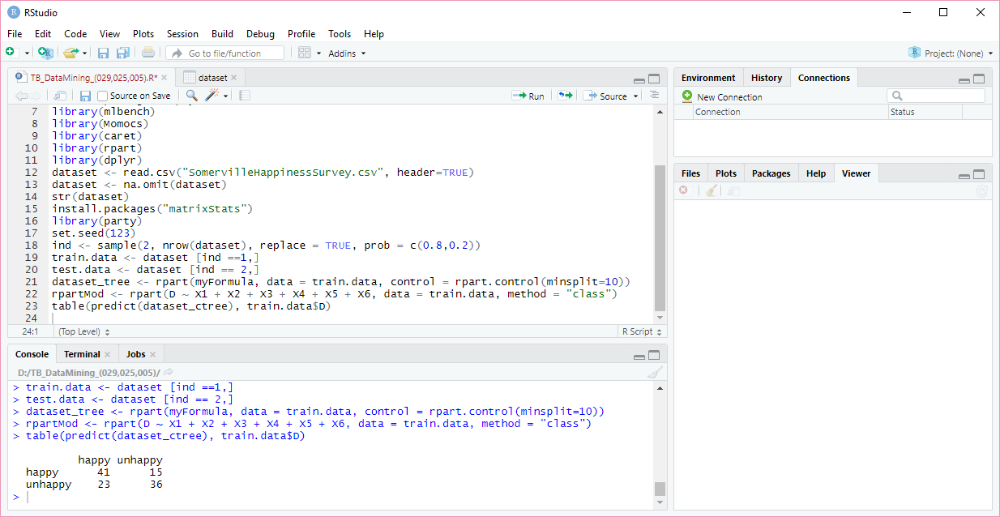 RStudio
File Edit Code View Plots Session Build Debug Profile Tools Help
Go to file/function Addins Project: (None)
TB_DataMining_(029,025,005).R* dataset
Source on Save Run Source
7 library(mlbench)
8 library(Momocs)
9 library(caret)
10 library(rpart)
11 library(dplyr)
12 dataset <- read.csv("SomervilleHappinessSurvey.csv", header=TRUE)
13 dataset <- na.omit(dataset)
14 str(dataset)
15 install.packages("matrixStats")
16 library(party)
17 set.seed(123)
18 ind <- sample(2, nrow(dataset), replace = TRUE, prob = c(0.8,0.2))
19 train.data <- dataset [ind ==1,]
20 test.data <- dataset [ind == 2,]
21 dataset_tree <- rpart(myFormula, data = train.data, control = rpart.control(minsplit=10))
22 rpartMod <- rpart(D ~ X1 + X2 + X3 + X4 + X5 + X6, data = train.data, method = "class")
23 table(predict(dataset_ctree), train.data$D)
24
24:1 (Top Level) R Script
Console Terminal Jobs
D:/TB_DataMining_(029,025,005)/
> train.data <- dataset [ind ==1,]
> test.data <- dataset [ind == 2,]
> dataset_tree <- rpart(myFormula, data = train.data, control = rpart.control(minsplit=10))
> rpartMod <- rpart(D ~ X1 + X2 + X3 + X4 + X5 + X6, data = train.data, method = "class")
> table(predict(dataset_ctree), train.data$D)
happy unhappy
happy 41 15
unhappy 23 36
>
Environment History Connections
New Connection
Connection Status
Files Plots Packages Help Viewer